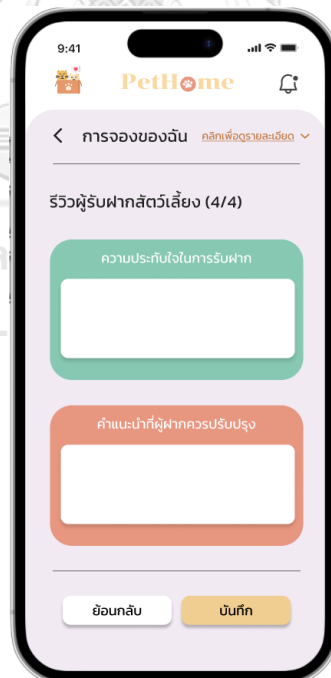 9:41
PetHome
การจองของฉัน คลิกเพื่อดูรายละเอียด
รีวิวผู้รับฝากสัตว์เลี้ยง (4/4)
ความประทับใจในการรับฝาก
คำแนะนำที่ผู้ฝากควรปรับปรุง
ย้อนกลับ บันทึก